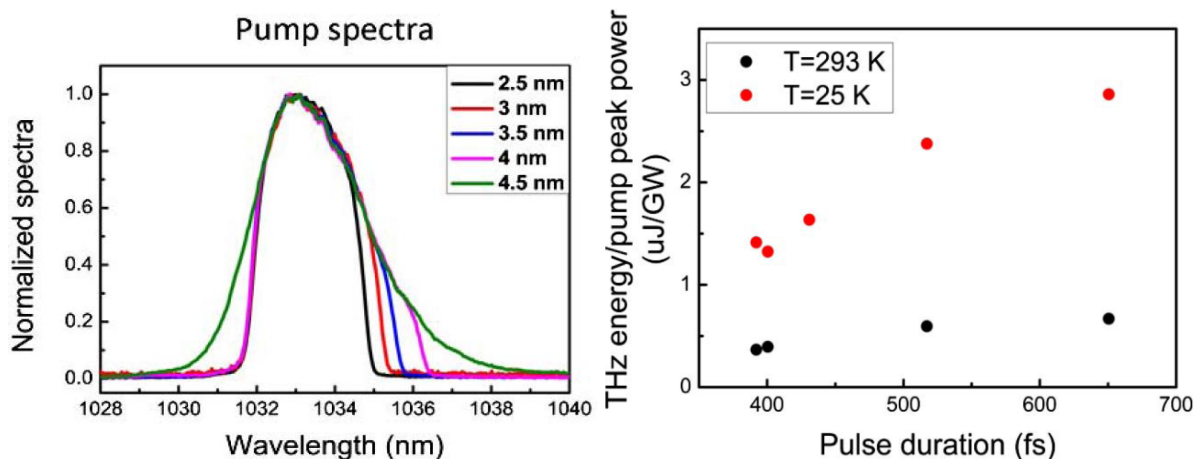 Pump spectra
Normalized spectra
1.0
0.8
0.6
0.4
0.2
0.0
2.5 nm
3 nm
3.5 nm
4 nm
4.5 nm
1028
1030
1032
1034
1036
1038
1040
Wavelength (nm)
THz energy/pump peak power
(uJ/GW)
3
2
1
0
T=293 K
T=25 K
400
500
600
700
Pulse duration (fs)